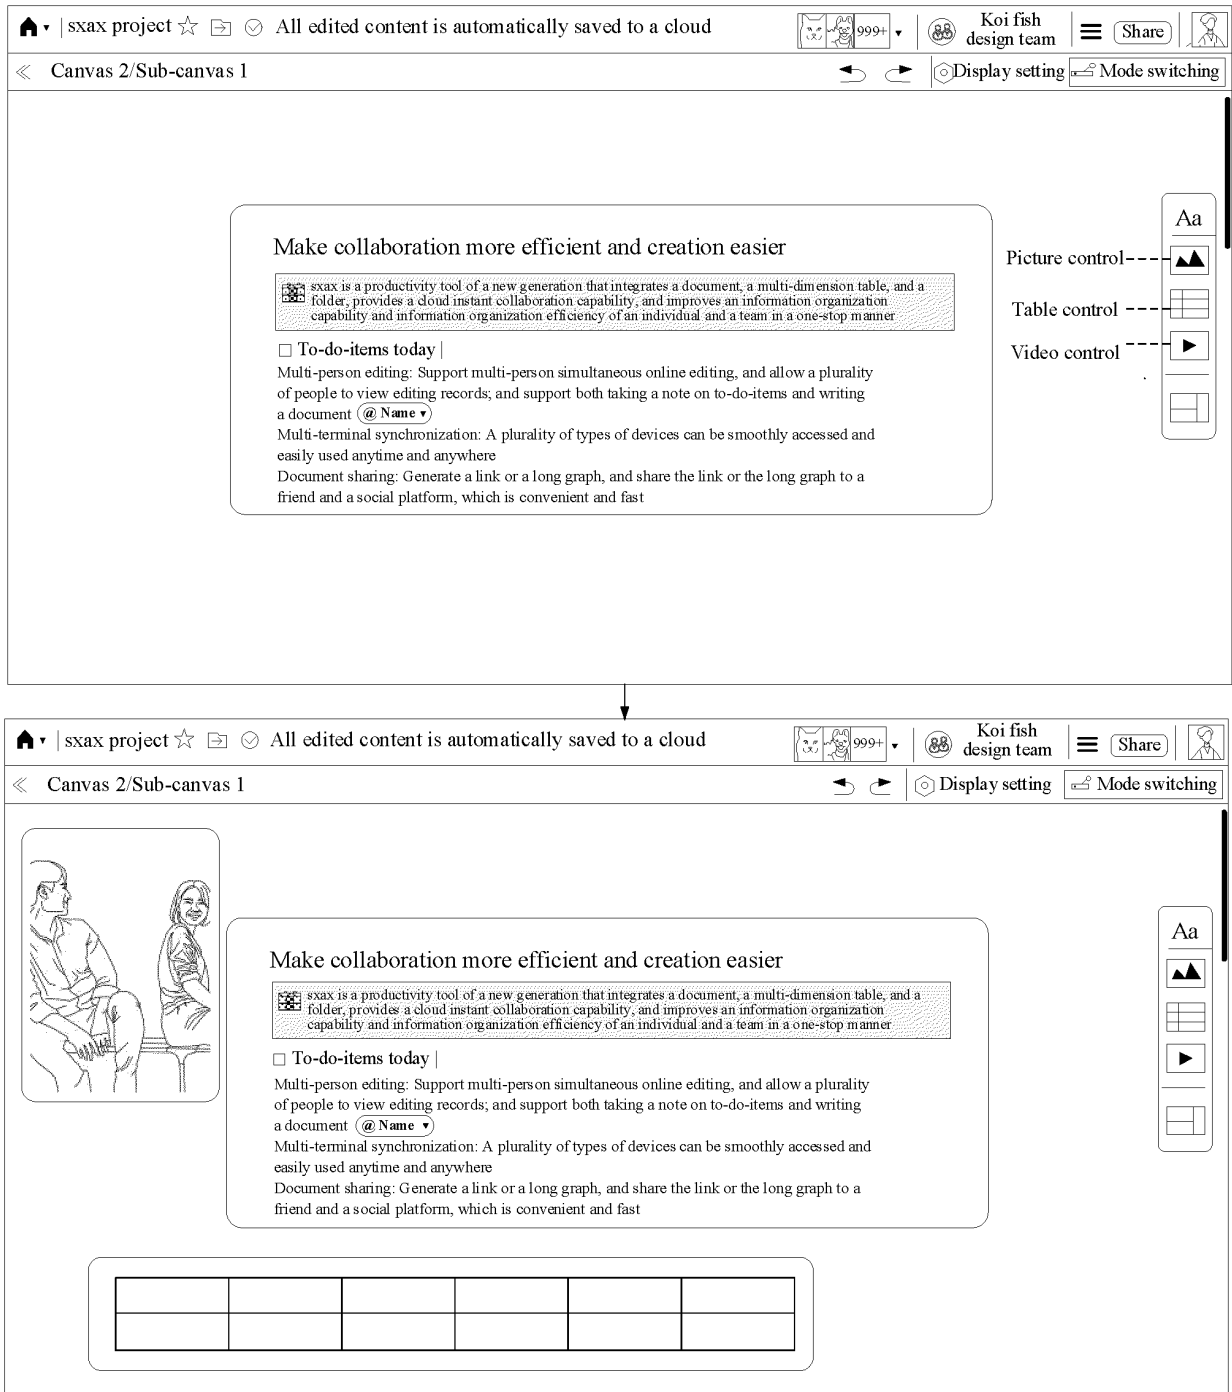 sxax project All edited content is automatically saved to a cloud 999+ Koi fish design team Share
Canvas 2/Sub-canvas 1 Display setting Mode switching
Make collaboration more efficient and creation easier
sxax is a productivity tool of a new generation that integrates a document, a multi-dimension table, and a
folder, provides a cloud instant collaboration capability, and improves an information organization
capability and information organization efficiency of an individual and a team in a one-stop manner
To-do-items today
Multi-person editing: Support multi-person simultaneous online editing, and allow a plurality
of people to view editing records; and support both taking a note on to-do-items and writing
a document @ Name
Multi-terminal synchronization: A plurality of types of devices can be smoothly accessed and
easily used anytime and anywhere
Document sharing: Generate a link or a long graph, and share the link or the long graph to a
friend and a social platform, which is convenient and fast
Aa
Picture control
Table control
Video control
sxax project All edited content is automatically saved to a cloud 999+ Koi fish design team Share
Canvas 2/Sub-canvas 1 Display setting Mode switching
Make collaboration more efficient and creation easier
sxax is a productivity tool of a new generation that integrates a document, a multi-dimension table, and a
folder, provides a cloud instant collaboration capability, and improves an information organization
capability and information organization efficiency of an individual and a team in a one-stop manner
To-do-items today
Multi-person editing: Support multi-person simultaneous online editing, and allow a plurality
of people to view editing records; and support both taking a note on to-do-items and writing
a document @ Name
Multi-terminal synchronization: A plurality of types of devices can be smoothly accessed and
easily used anytime and anywhere
Document sharing: Generate a link or a long graph, and share the link or the long graph to a
friend and a social platform, which is convenient and fast
Aa